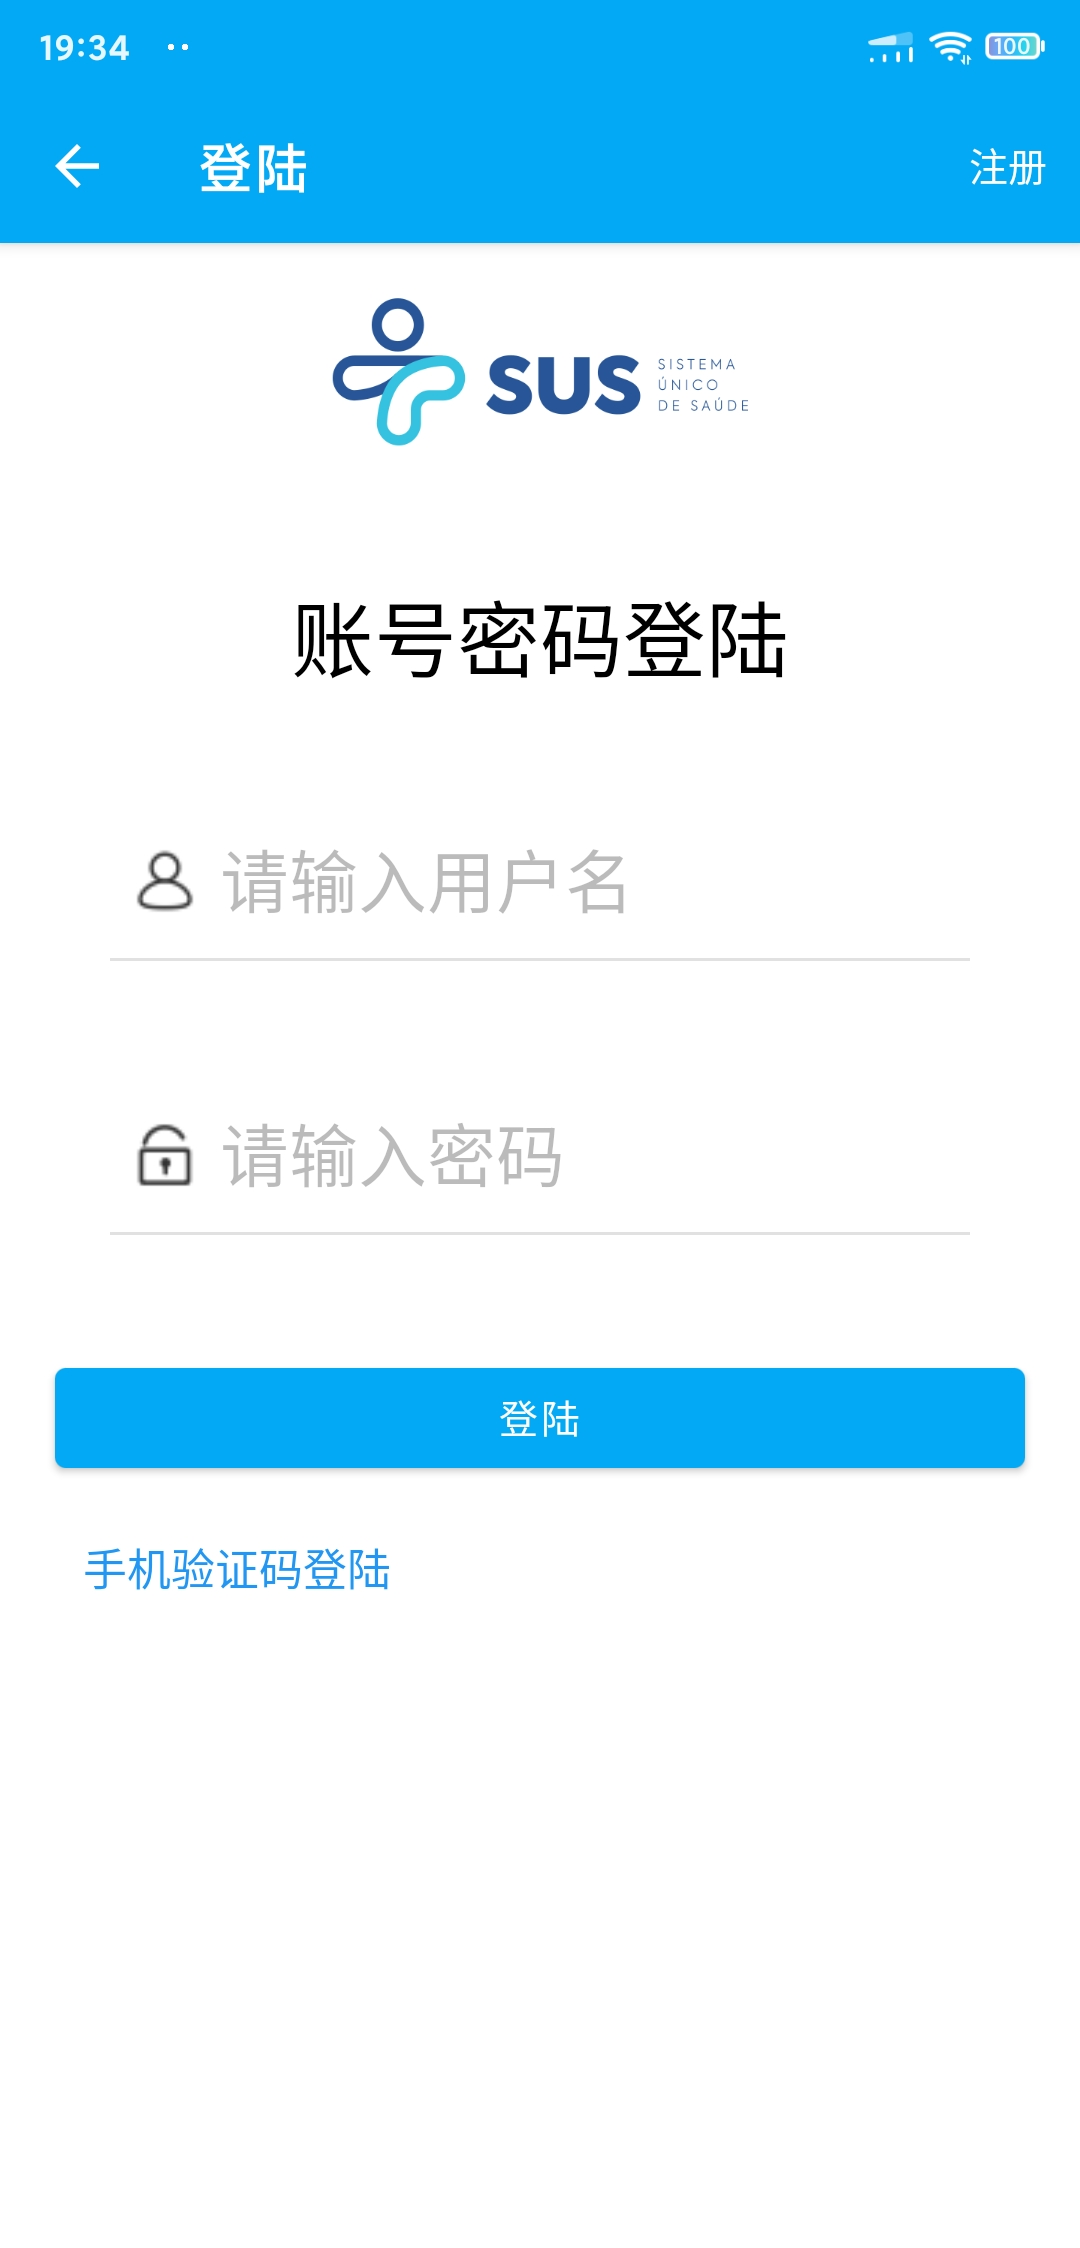 19:34
100
登陆
注册
SUS
SISTEMA
ÚNICO
DE SAÚDE
账号密码登陆
请输入用户名
请输入密码
登陆
手机验证码登陆